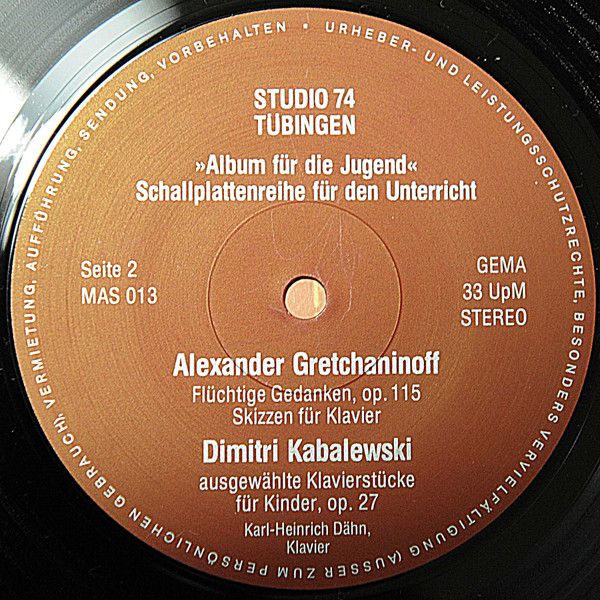 STUDIO 74
TÜBINGEN
»Album für die Jugend«
Schallplattenreihe für den Unterricht
Seite 2
MAS 013
GEMA
33 UpM
STEREO
Alexander Gretchaninoff
Flüchtige Gedanken, op. 115
Skizzen für Klavier
Dimitri Kabalewski
ausgewählte Klavierstücke
für Kinder, op. 27
Karl-Heinrich Dähn,
Klavier
URHEBER- UND LEISTUNGSSCHUTZRECHTE, BESONDERS VERVIELFÄLTIGUNG (AUSSER ZUM PERSÖNLICHEN GEBRAUCH), VERMIETUNG, AUFFÜHRUNG, SENDUNG, VORBEHALTEN •